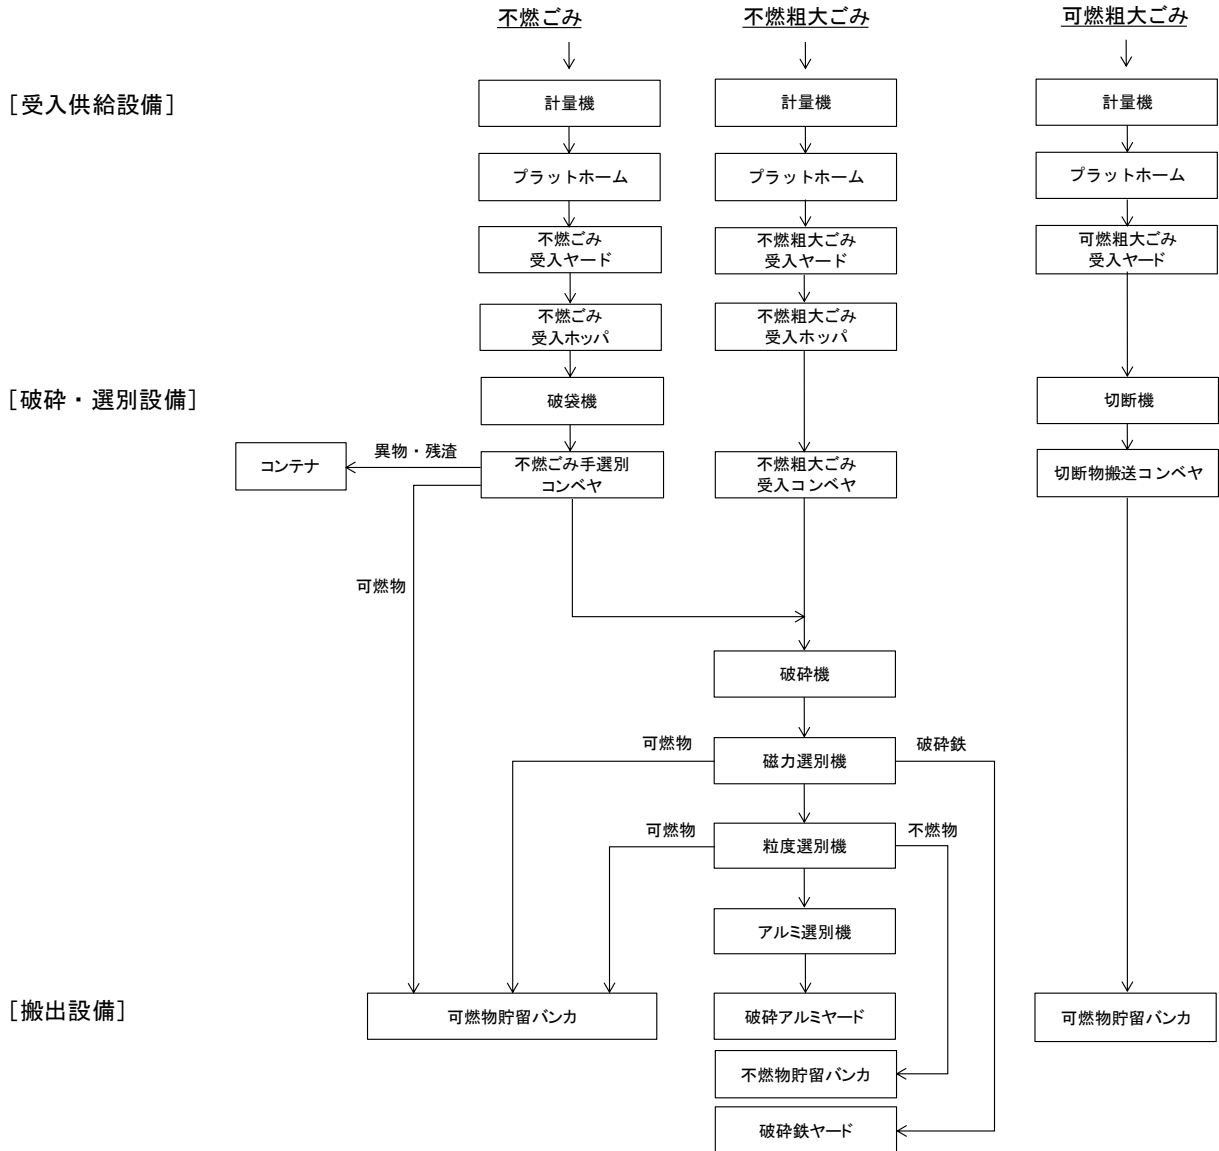 不燃ごみ
不燃粗大ごみ
可燃粗大ごみ
［受入供給設備］
計量機
計量機
計量機
プラットホーム
プラットホーム
プラットホーム
不燃ごみ
受入ヤード
不燃粗大ごみ
受入ヤード
可燃粗大ごみ
受入ヤード
不燃ごみ
受入ホッパ
不燃粗大ごみ
受入ホッパ
［破砕・選別設備］
破袋機
切断機
コンテナ
異物・残渣
不燃ごみ手選別
コンベヤ
不燃粗大ごみ
受入コンベヤ
切断物搬送コンベヤ
可燃物
破砕機
可燃物
磁力選別機
破砕鉄
可燃物
粒度選別機
不燃物
アルミ選別機
［搬出設備］
可燃物貯留バンカ
破砕アルミヤード
可燃物貯留バンカ
不燃物貯留バンカ
破砕鉄ヤード